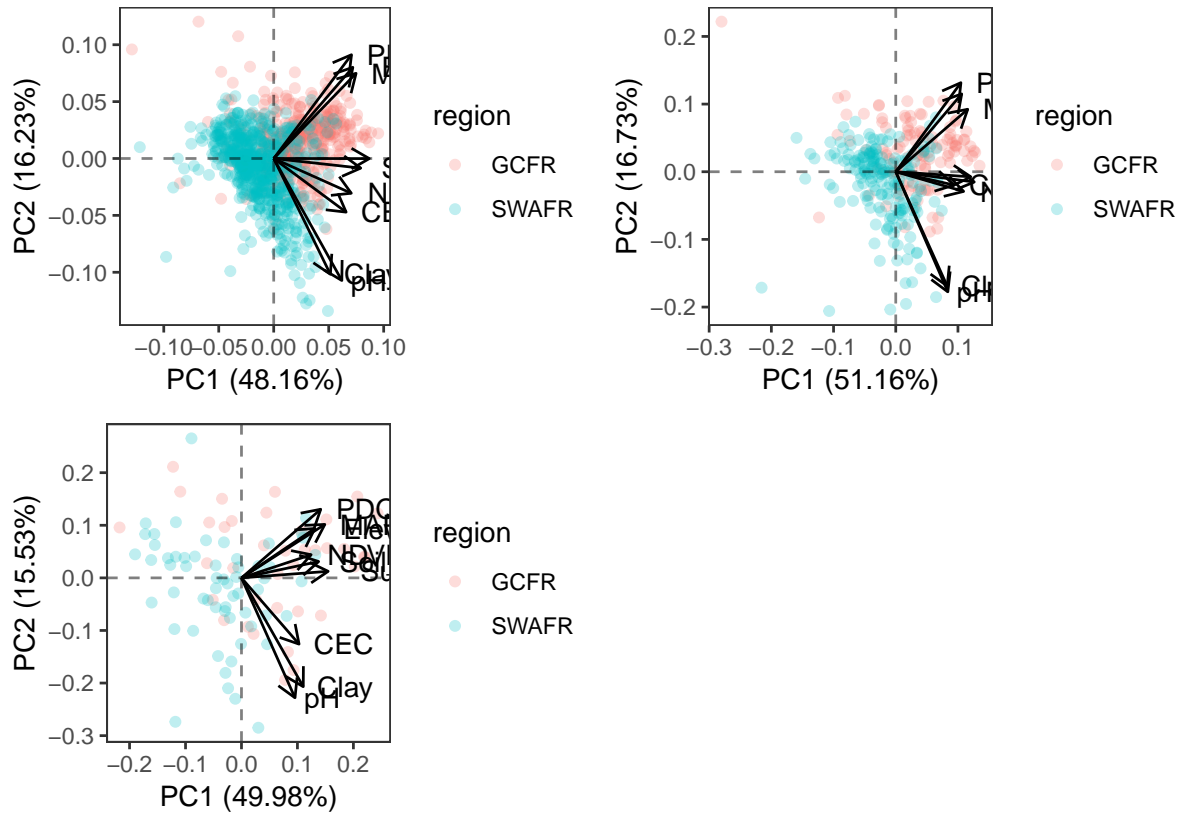 PC2 (16.23%)
0.10
0.05
0.00
−0.05
−0.10
−0.10
−0.05
0.00
0.05
0.10
PC1 (48.16%)
CE
Clay
pH
region
GCFR
SWAFR
PC2 (16.73%)
0.2
0.1
0.0
−0.1
−0.2
−0.3
−0.2
−0.1
0.0
0.1
PC1 (51.16%)
region
GCFR
SWAFR
PC2 (15.53%)
0.2
0.1
0.0
−0.1
−0.2
−0.3
−0.2
−0.1
0.0
0.1
0.2
PC1 (49.98%)
PDQ
NDVI
CEC
Clay
pH
region
GCFR
SWAFR